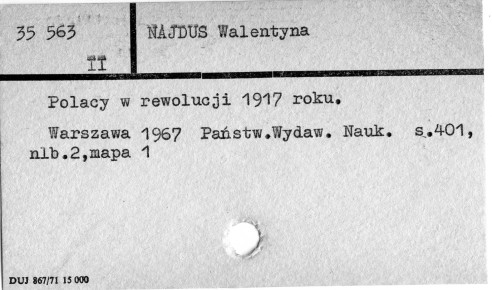 35 563
II
NAJDUS Walentyna
Polacy w rewolucji 1917 roku.
Warszawa 1967 Państw.Wydaw. Nauk. s.401,
nlb.2,mapa 1
DUJ 867/71 15 000